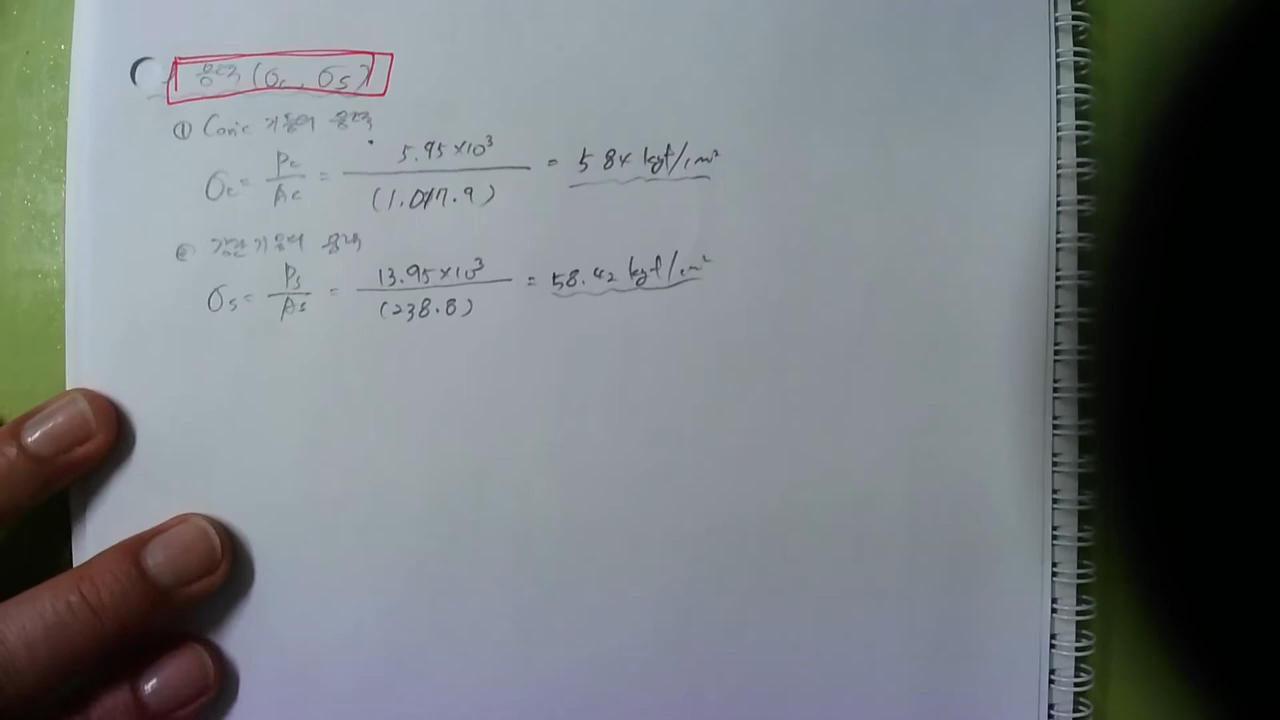 응력 (σc, σs)
① Conc 기둥의 응력
σc = Pc/Ac = 5.95×10³/(1.017.9) = 5.84 kgf/cm²
② 강관기둥의 응력
σs = Ps/As = 13.95×10³/(238.8) = 58.42 kgf/cm²